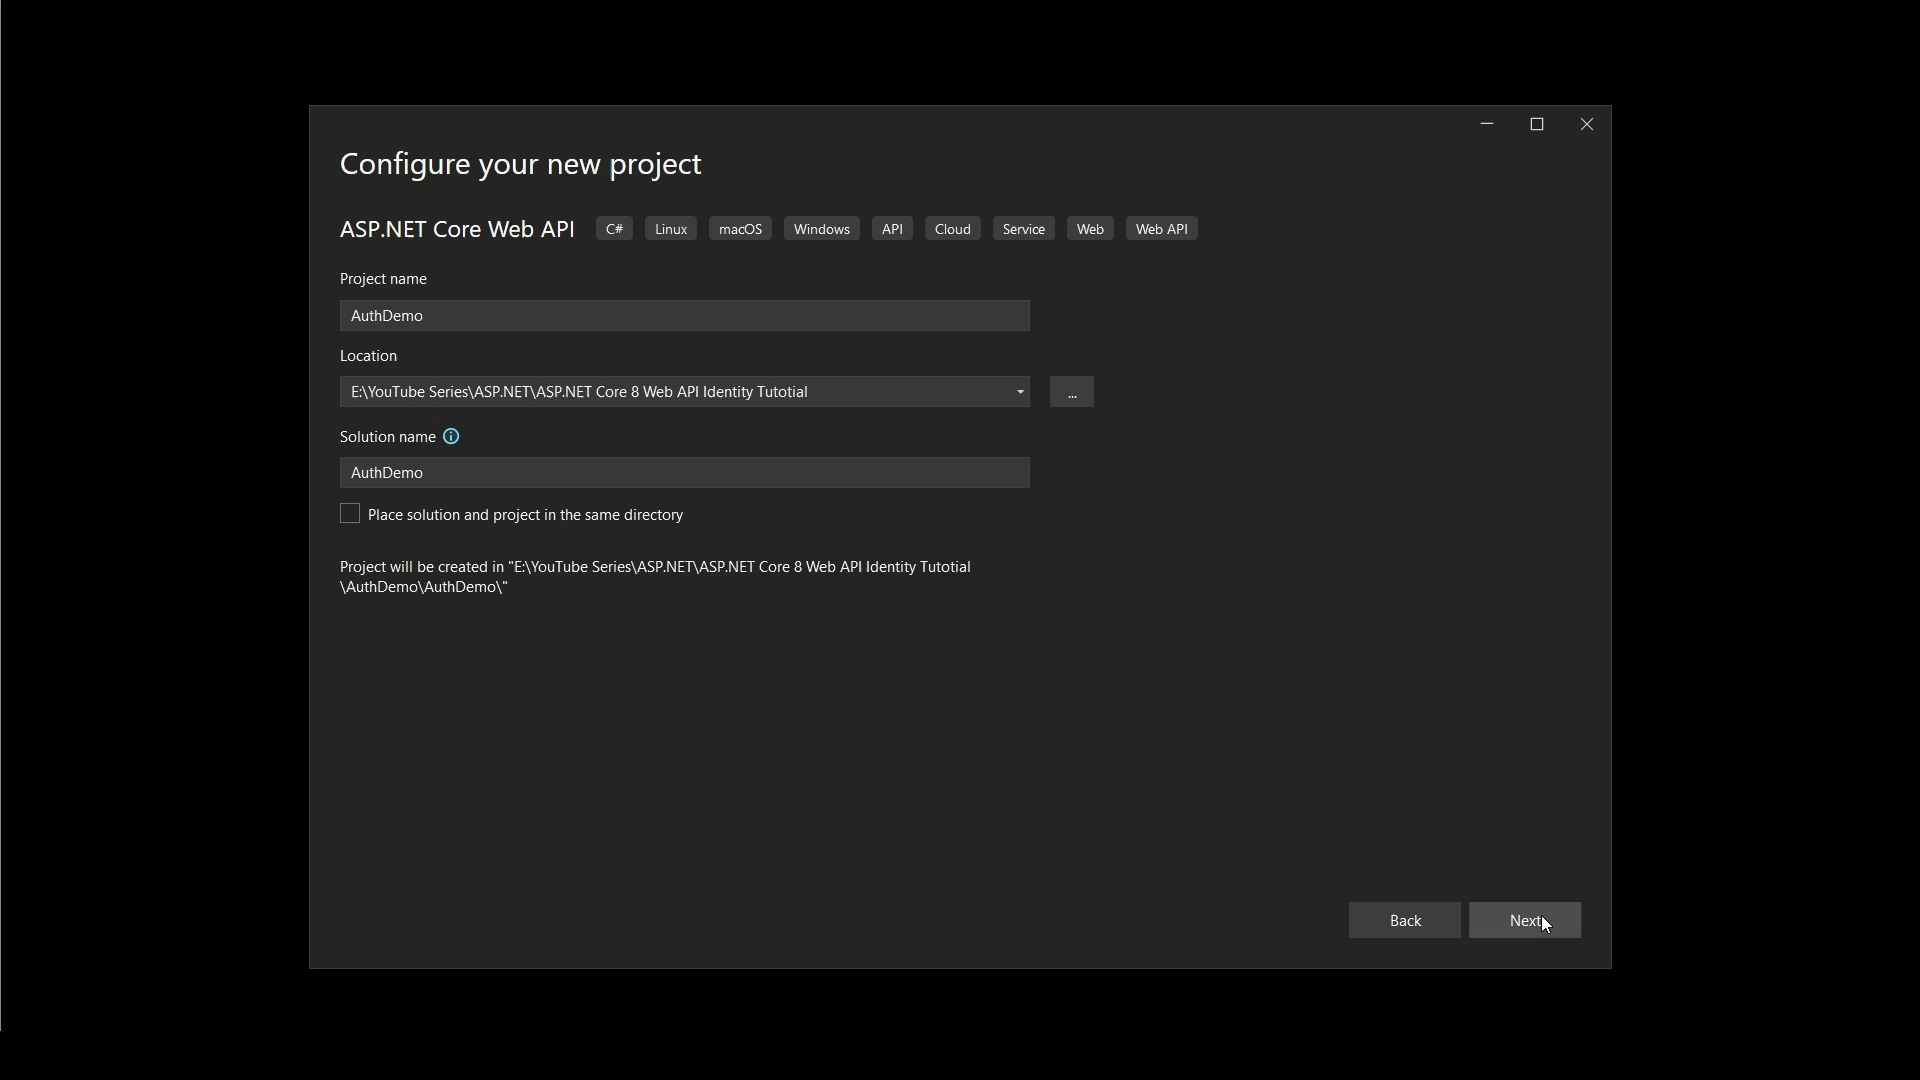 Configure your new project
ASP.NET Core Web API C# Linux macOS Windows API Cloud Service Web Web API
Project name
AuthDemo
Location
E:\YouTube Series\ASP.NET\ASP.NET Core 8 Web API Identity Tutotial
...
Solution name
AuthDemo
Place solution and project in the same directory
Project will be created in "E:\YouTube Series\ASP.NET\ASP.NET Core 8 Web API Identity Tutotial
\AuthDemo\AuthDemo\"
Back Next